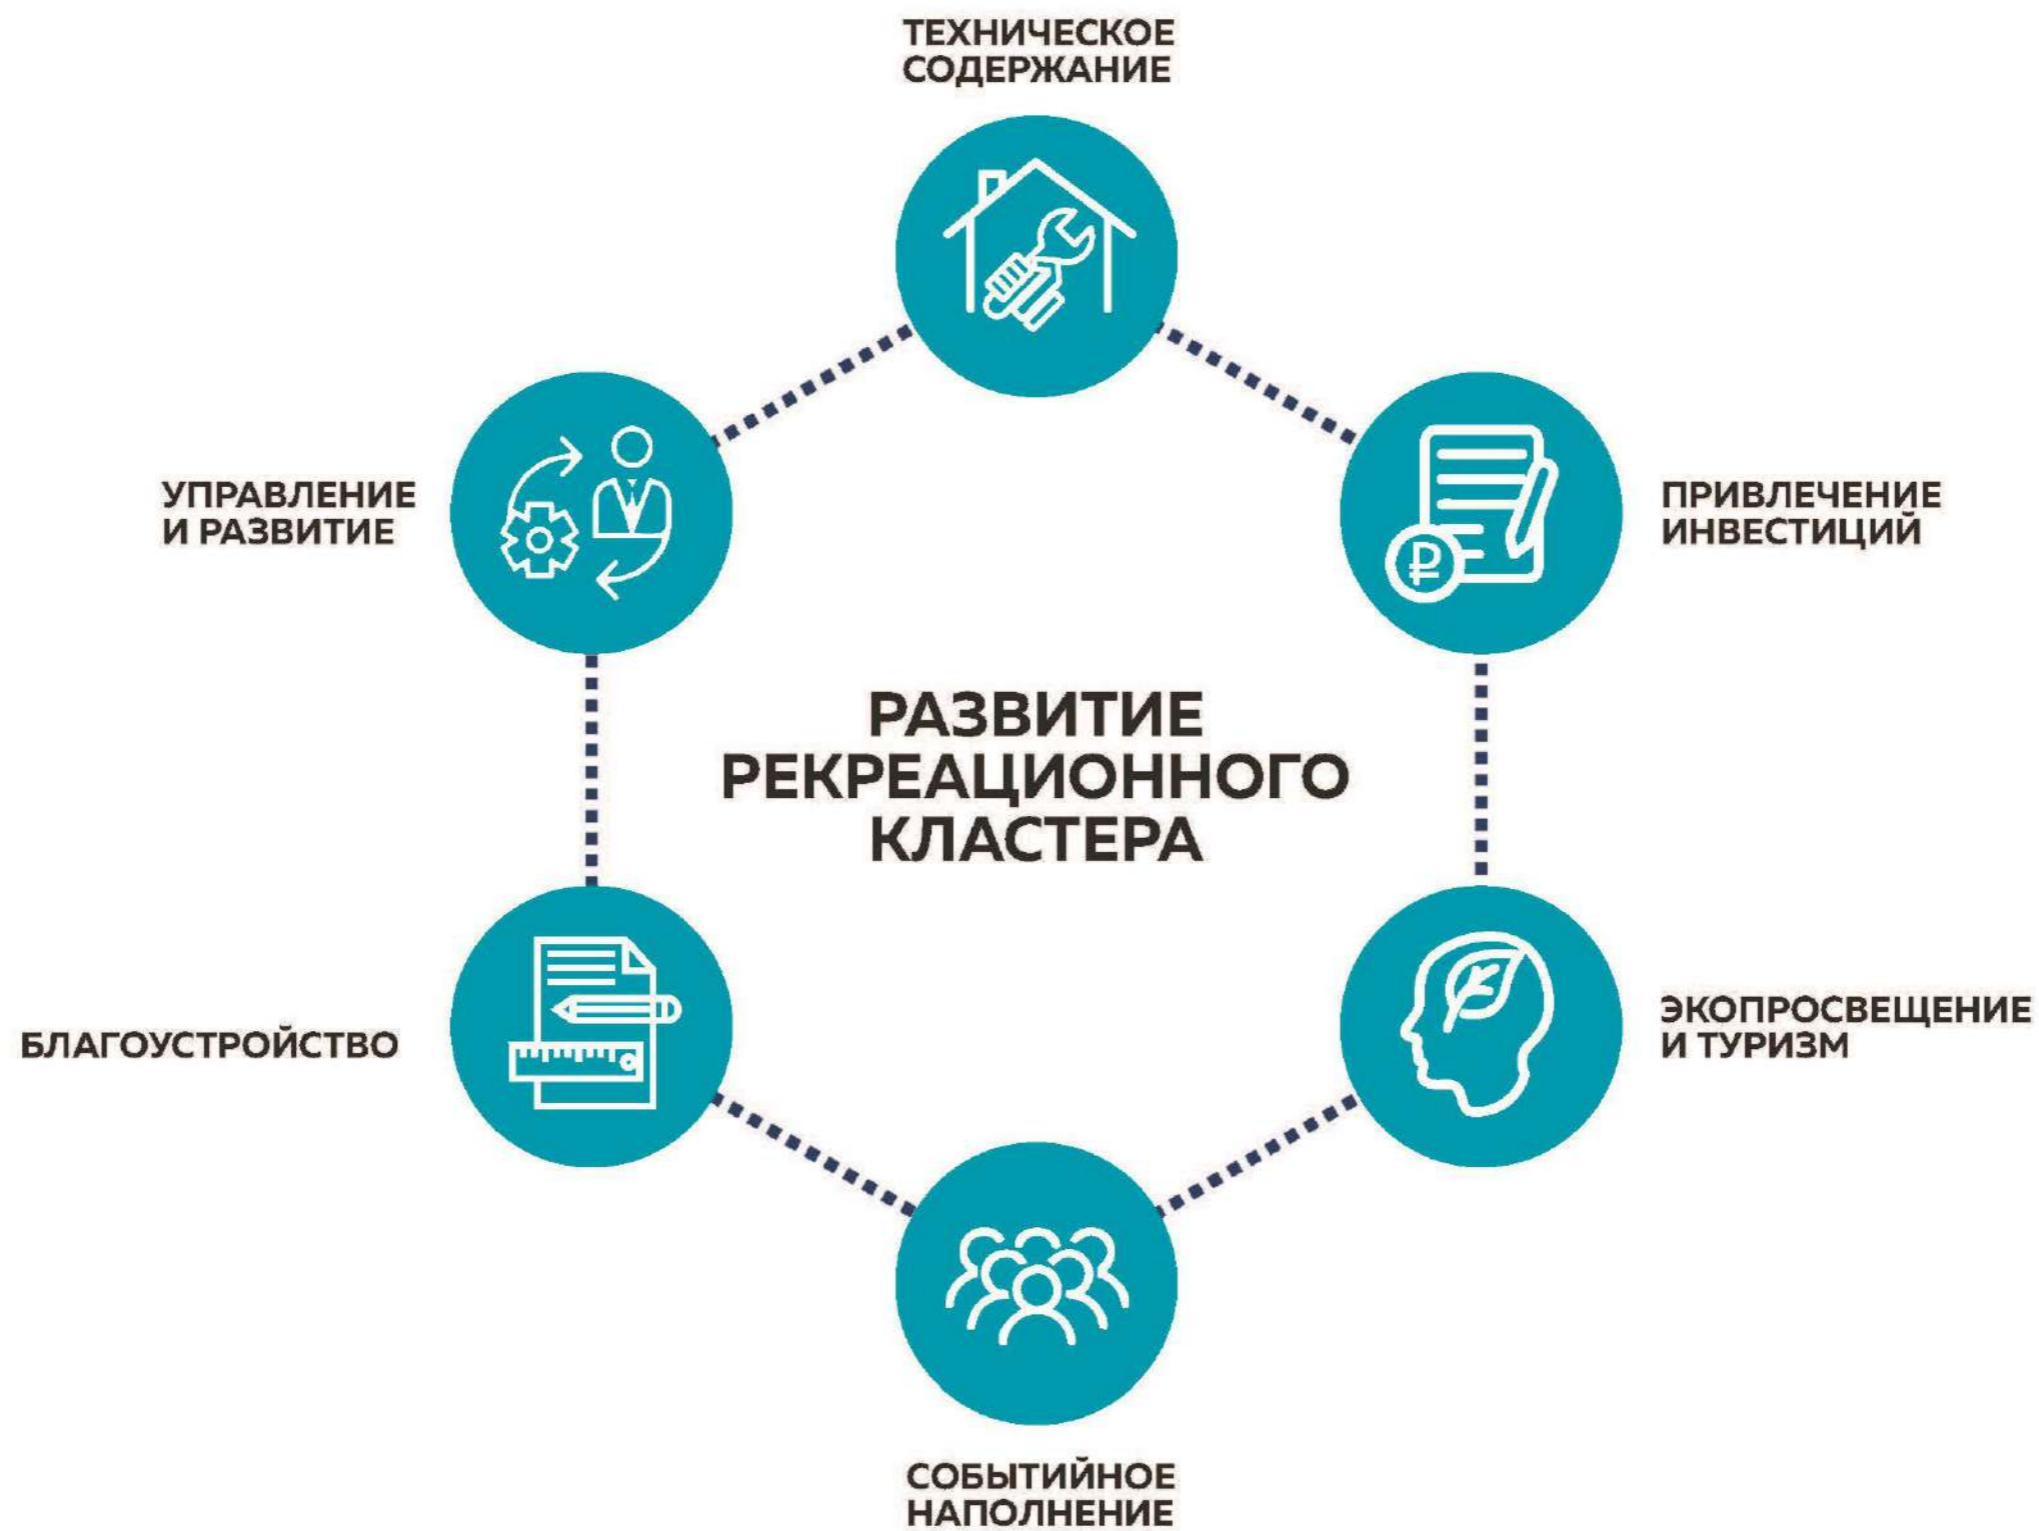 ТЕХНИЧЕСКОЕ
СОДЕРЖАНИЕ
УПРАВЛЕНИЕ
И РАЗВИТИЕ
ПРИВЛЕЧЕНИЕ
ИНВЕСТИЦИЙ
₽
РАЗВИТИЕ
РЕКРЕАЦИОННОГО
КЛАСТЕРА
БЛАГОУСТРОЙСТВО
ЭКОПРОСВЕЩЕНИЕ
И ТУРИЗМ
СОБЫТИЙНОЕ
НАПОЛНЕНИЕ